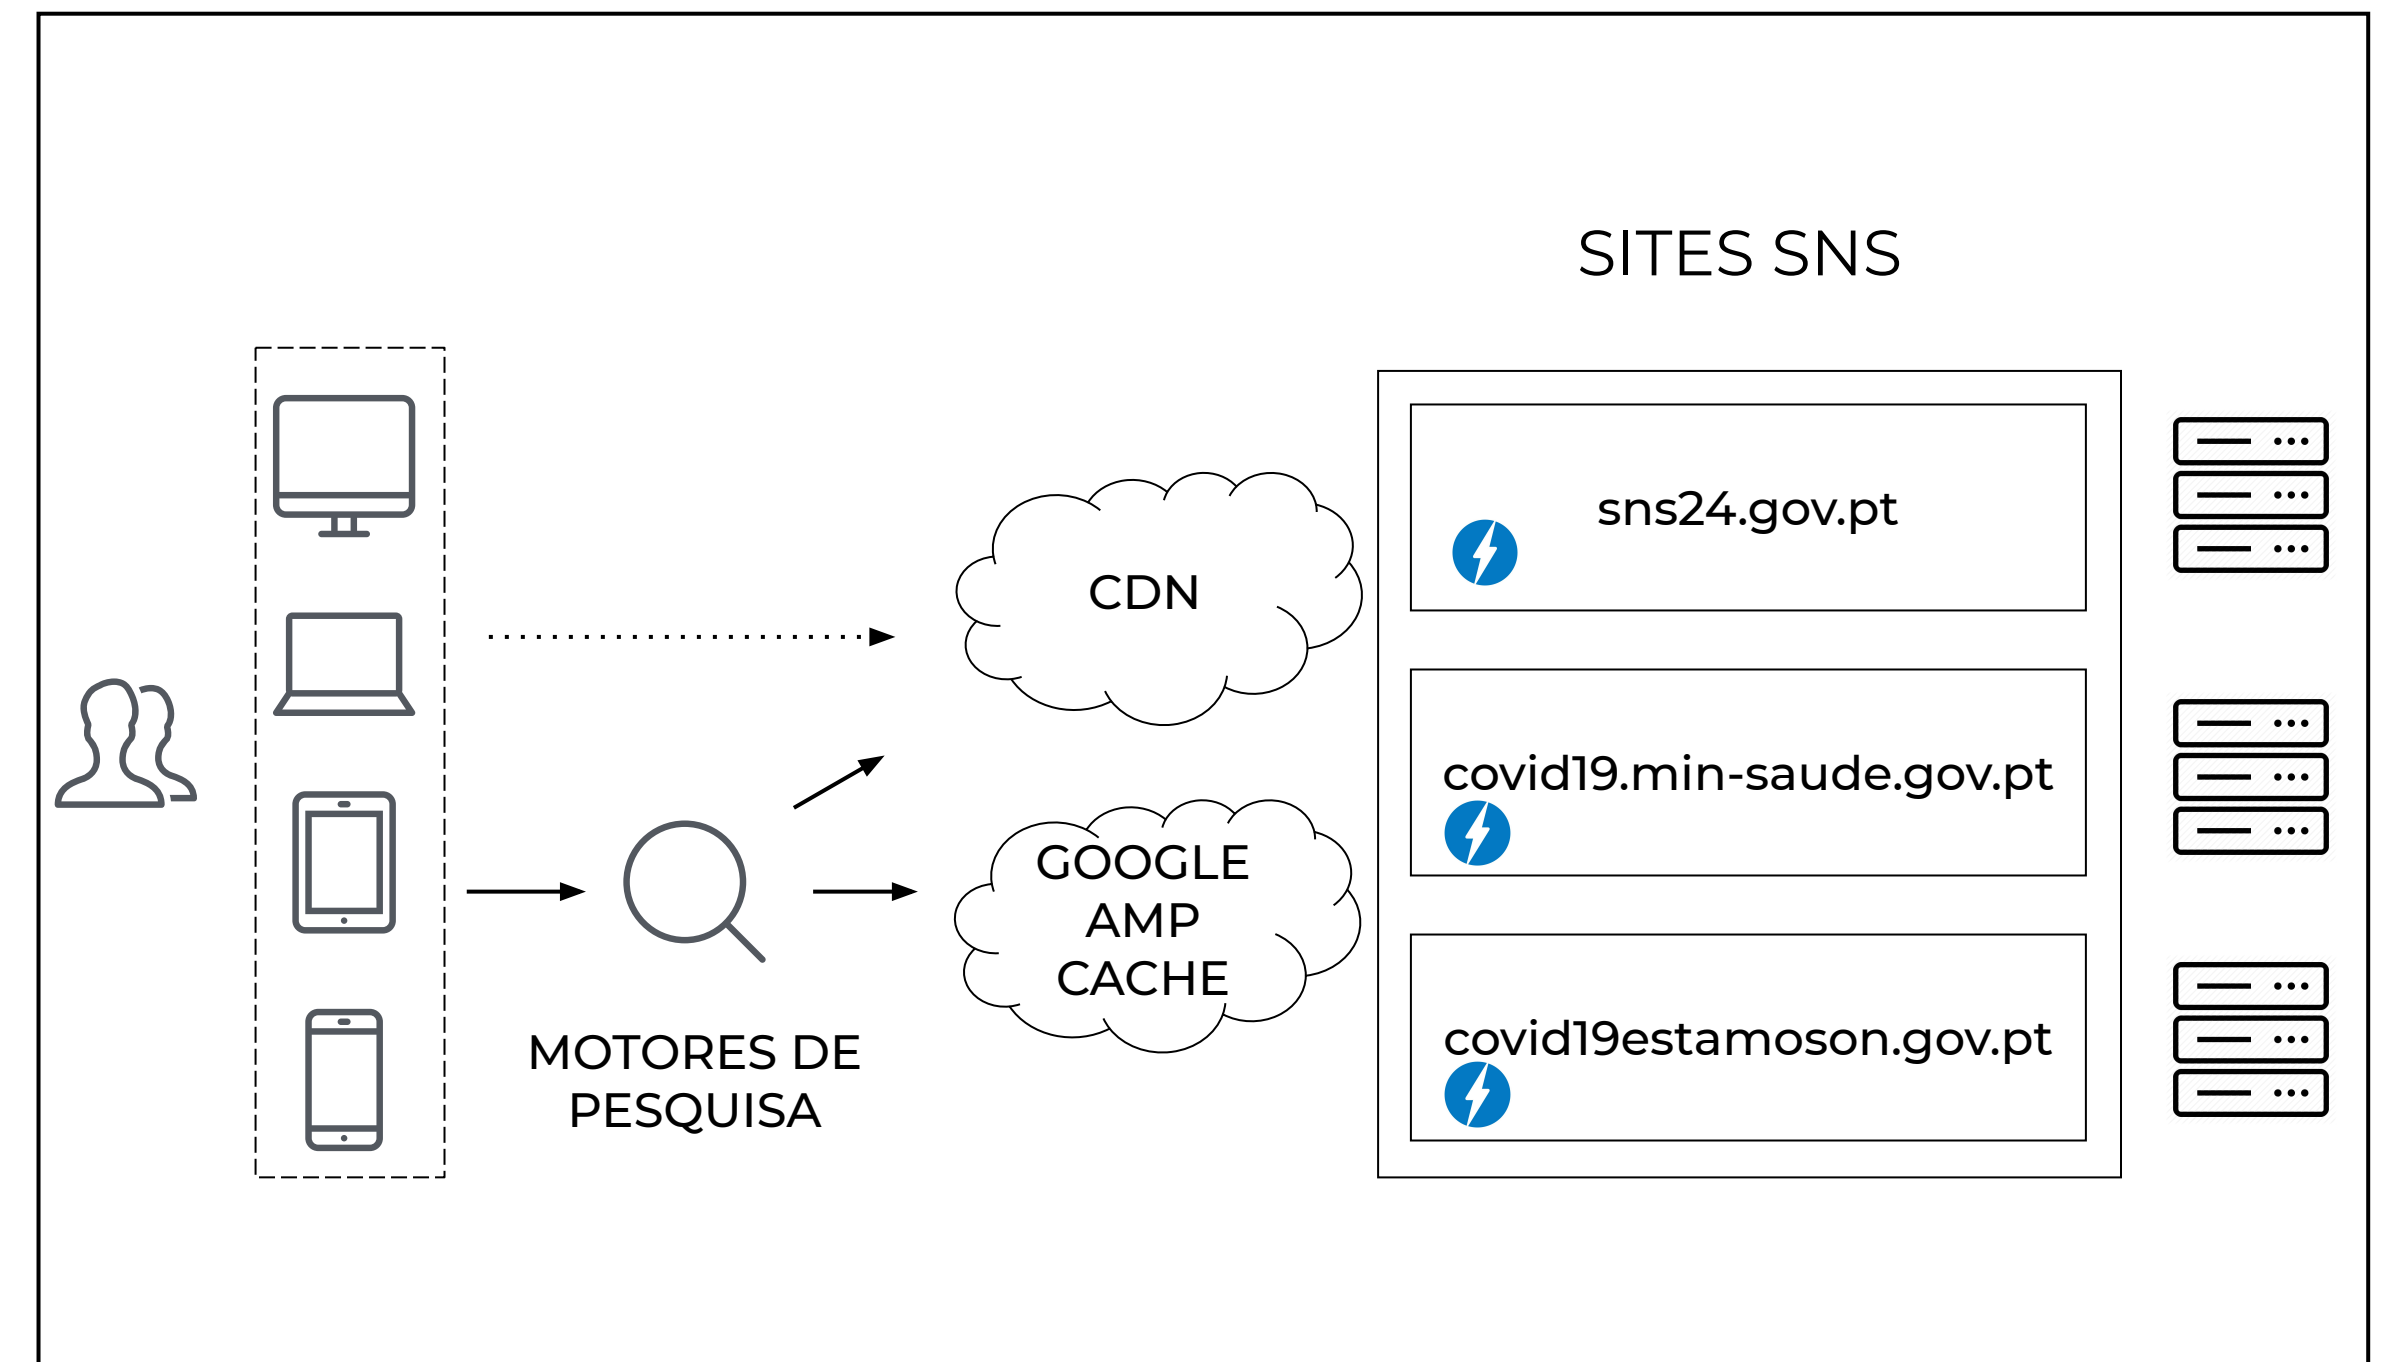 SITES SNS
sns24.gov.pt
CDN
covid19.min-saude.gov.pt
GOOGLE
AMP
CACHE
covid19estamoson.gov.pt
MOTORES DE
PESQUISA